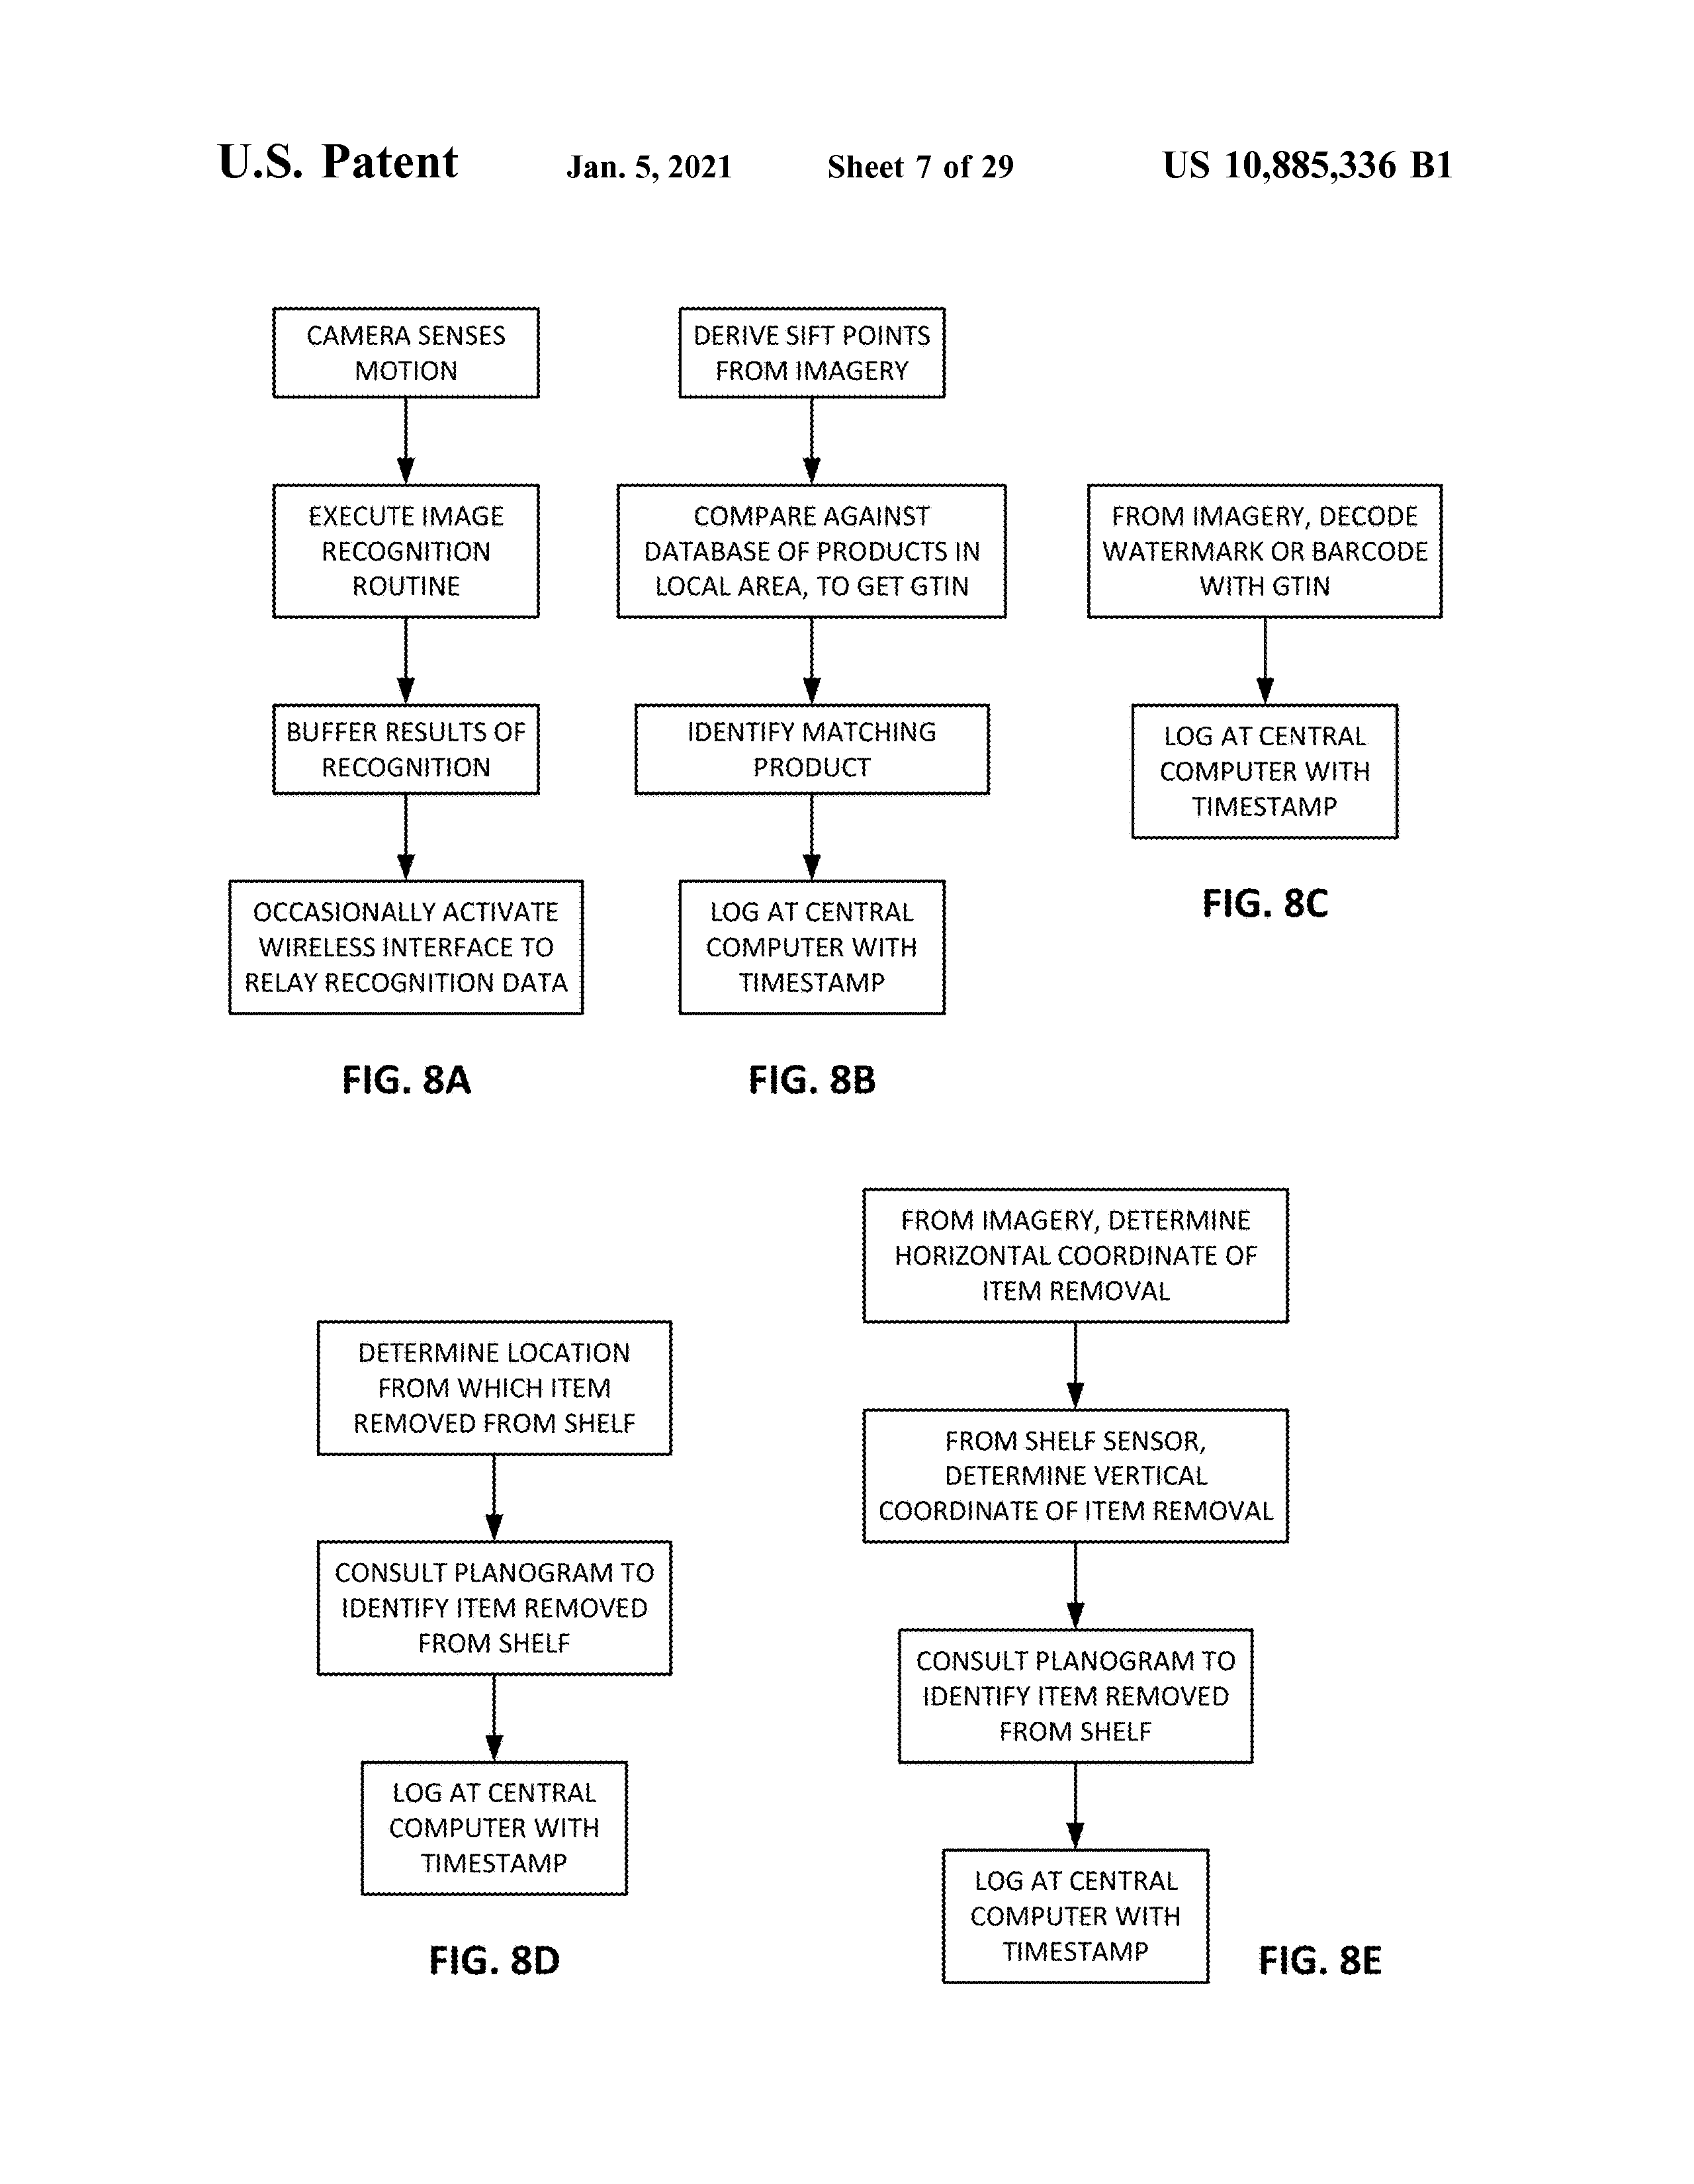 U.S. Patent Jan. 5, 2021 Sheet 7 of 29 US 10,885,336 B1
CAMERA SENSES
MOTION
EXECUTE IMAGE
RECOGNITION
ROUTINE
BUFFER RESULTS OF
RECOGNITION
OCCASIONALLY ACTIVATE
WIRELESS INTERFACE TO
RELAY RECOGNITION DATA
FIG. 8A
DERIVE SIFT POINTS
FROM IMAGERY
COMPARE AGAINST
DATABASE OF PRODUCTS IN
LOCAL AREA, TO GET GTIN
IDENTIFY MATCHING
PRODUCT
LOG AT CENTRAL
COMPUTER WITH
TIMESTAMP
FIG. 8B
FROM IMAGERY, DECODE
WATERMARK OR BARCODE
WITH GTIN
LOG AT CENTRAL
COMPUTER WITH
TIMESTAMP
FIG. 8C
DETERMINE LOCATION
FROM WHICH ITEM
REMOVED FROM SHELF
CONSULT PLANOGRAM TO
IDENTIFY ITEM REMOVED
FROM SHELF
LOG AT CENTRAL
COMPUTER WITH
TIMESTAMP
FIG. 8D
FROM IMAGERY, DETERMINE
HORIZONTAL COORDINATE OF
ITEM REMOVAL
FROM SHELF SENSOR,
DETERMINE VERTICAL
COORDINATE OF ITEM REMOVAL
CONSULT PLANOGRAM TO
IDENTIFY ITEM REMOVED
FROM SHELF
LOG AT CENTRAL
COMPUTER WITH
TIMESTAMP
FIG. 8E